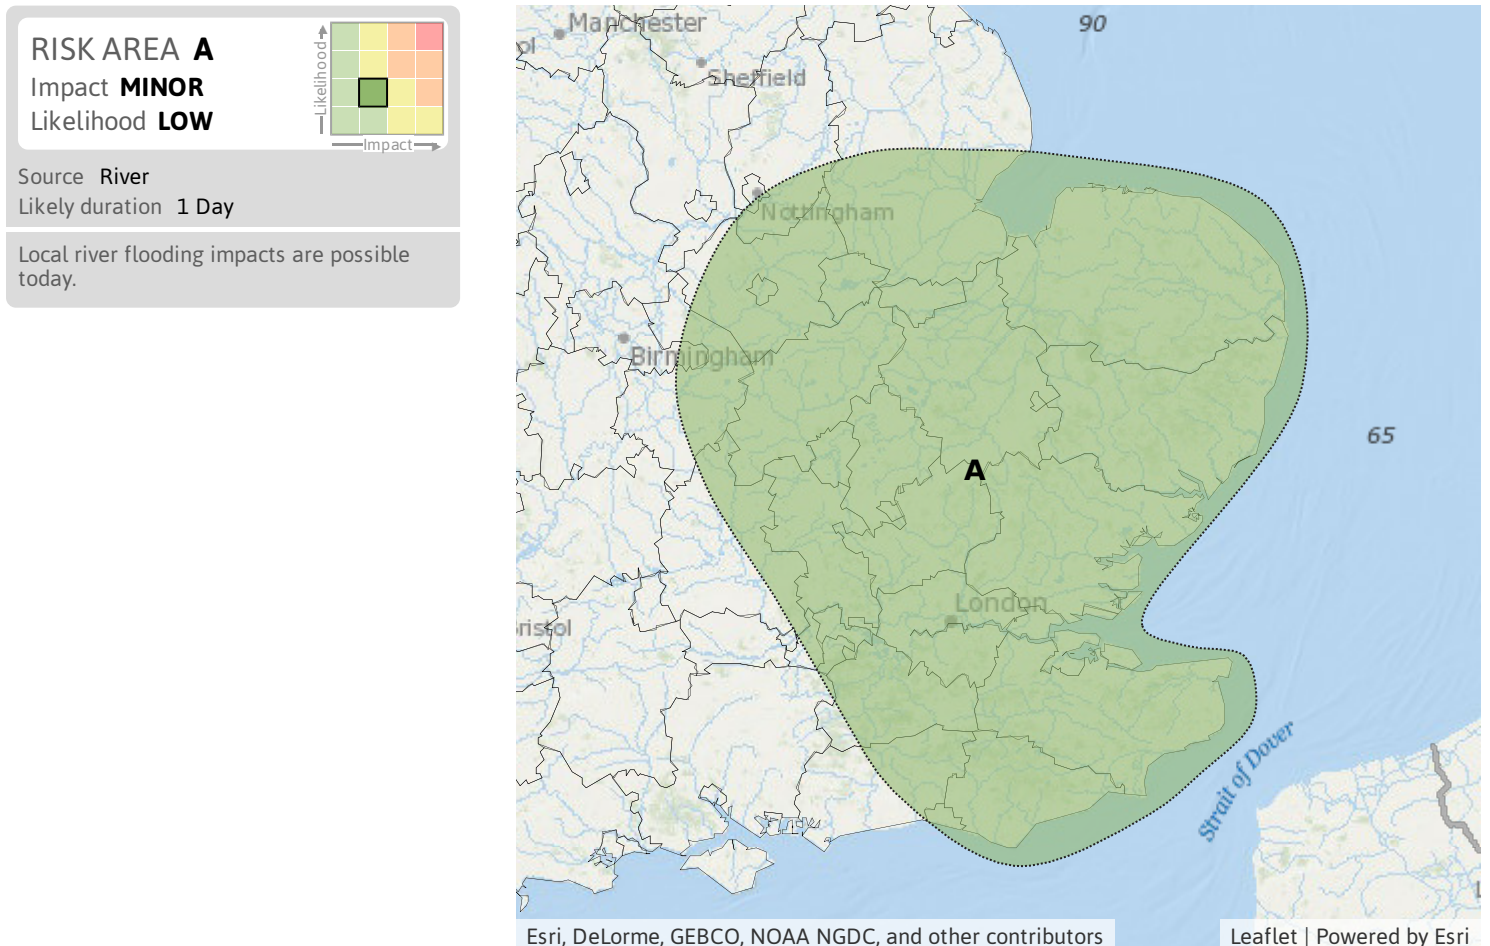 RISK AREA A
Impact MINOR
Likelihood LOW
Likelihood
Impact
Source River
Likely duration 1 Day
Local river flooding impacts are possible
today.
Manchester
90
ol
Sheffield
Nottingham
Birmingham
65
A
London
ristol
Strait of Dover
Esri, DeLorme, GEBCO, NOAA NGDC, and other contributors
Leaflet | Powered by Esri